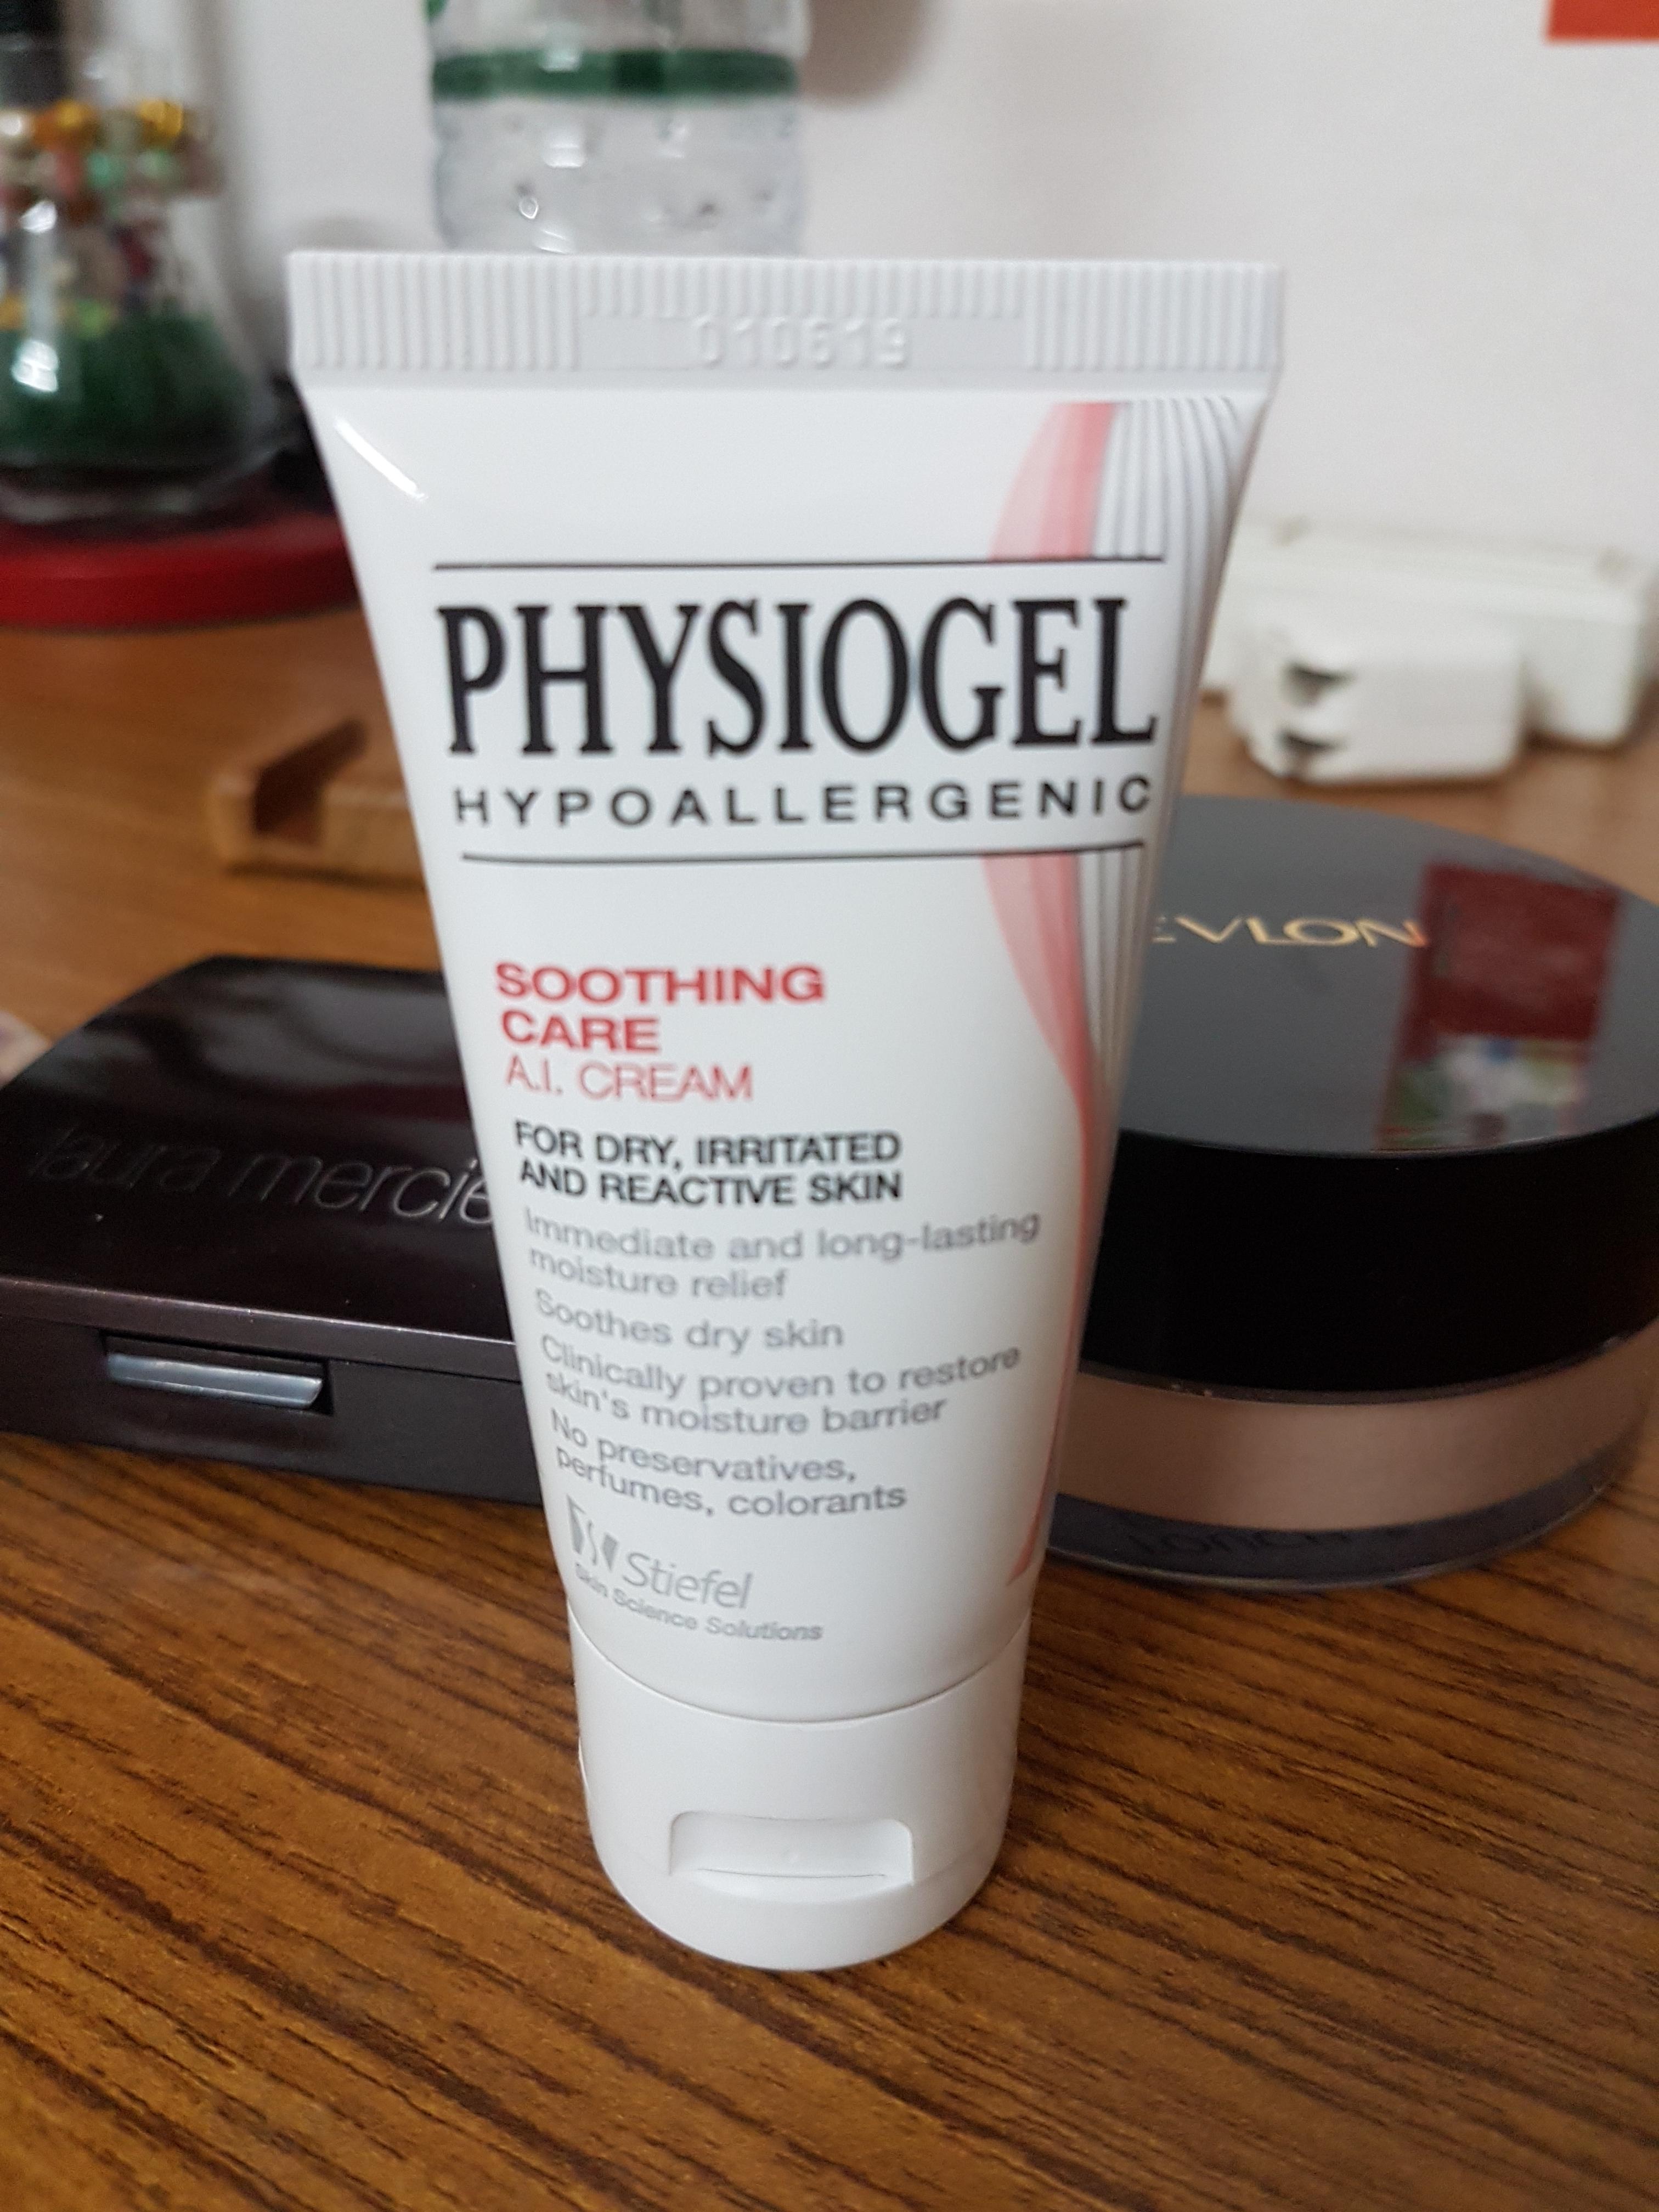 010619
PHYSIOGEL
HYPOALLERGENIC
SOOTHING
CARE
A.I. CREAM
FOR DRY, IRRITATED
AND REACTIVE SKIN
Immediate and long-lasting
moisture relief
Soothes dry skin
Clinically proven to restore
skin's moisture barrier
No preservatives,
perfumes, colorants
Stiefel
Skin Science Solutions
laura mercie
EVLON